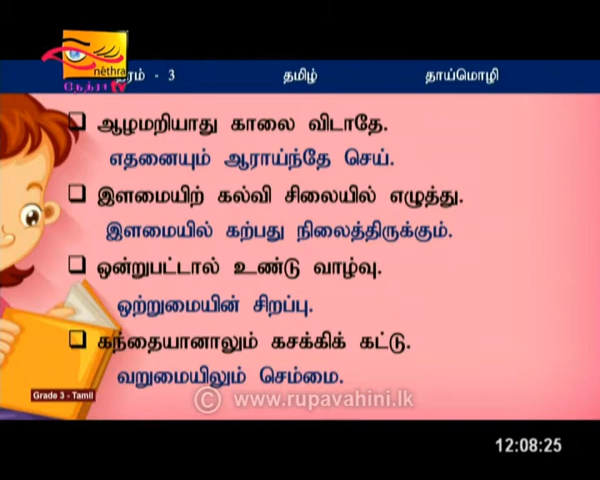 nethra
நேத்ரா tv
தரம் - 3 தமிழ் தாய்மொழி
ஆழமறியாது காலை விடாதே.
எதனையும் ஆராய்ந்தே செய்.
இளமையிற் கல்வி சிலையில் எழுத்து.
இளமையில் கற்பது நிலைத்திருக்கும்.
ஒன்றுபட்டால் உண்டு வாழ்வு.
ஒற்றுமையின் சிறப்பு.
கந்தையானாலும் கசக்கிக் கட்டு.
வறுமையிலும் செம்மை.
Grade 3 - Tamil
© www.rupavahini.lk
12:08:25